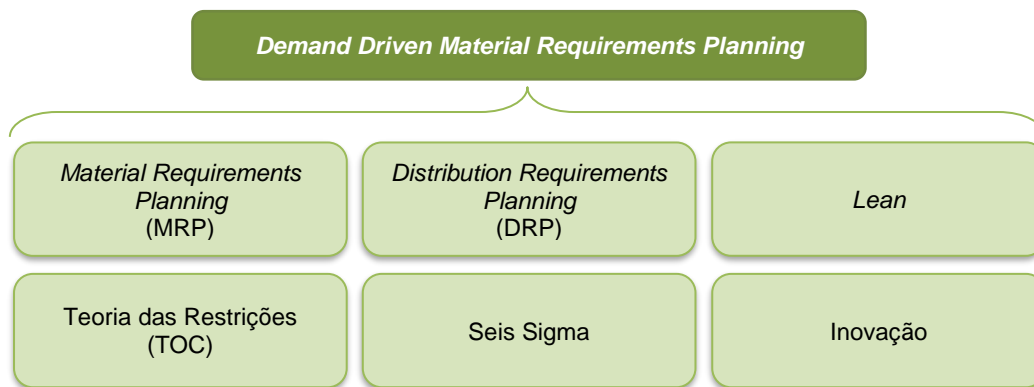 Demand Driven Material Requirements Planning
Material Requirements
Planning
(MRP)
Distribution Requirements
Planning
(DRP)
Lean
Teoria das Restrições
(TOC)
Seis Sigma
Inovação